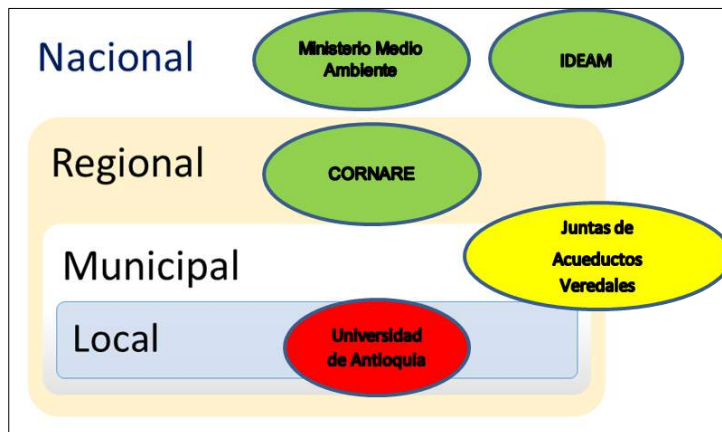 Nacional
Ministerio Medio
Ambiente
IDEAM
Regional
CORNARE
Juntas de
Acueductos
Veredales
Municipal
Local
Universidad
de Antioquia